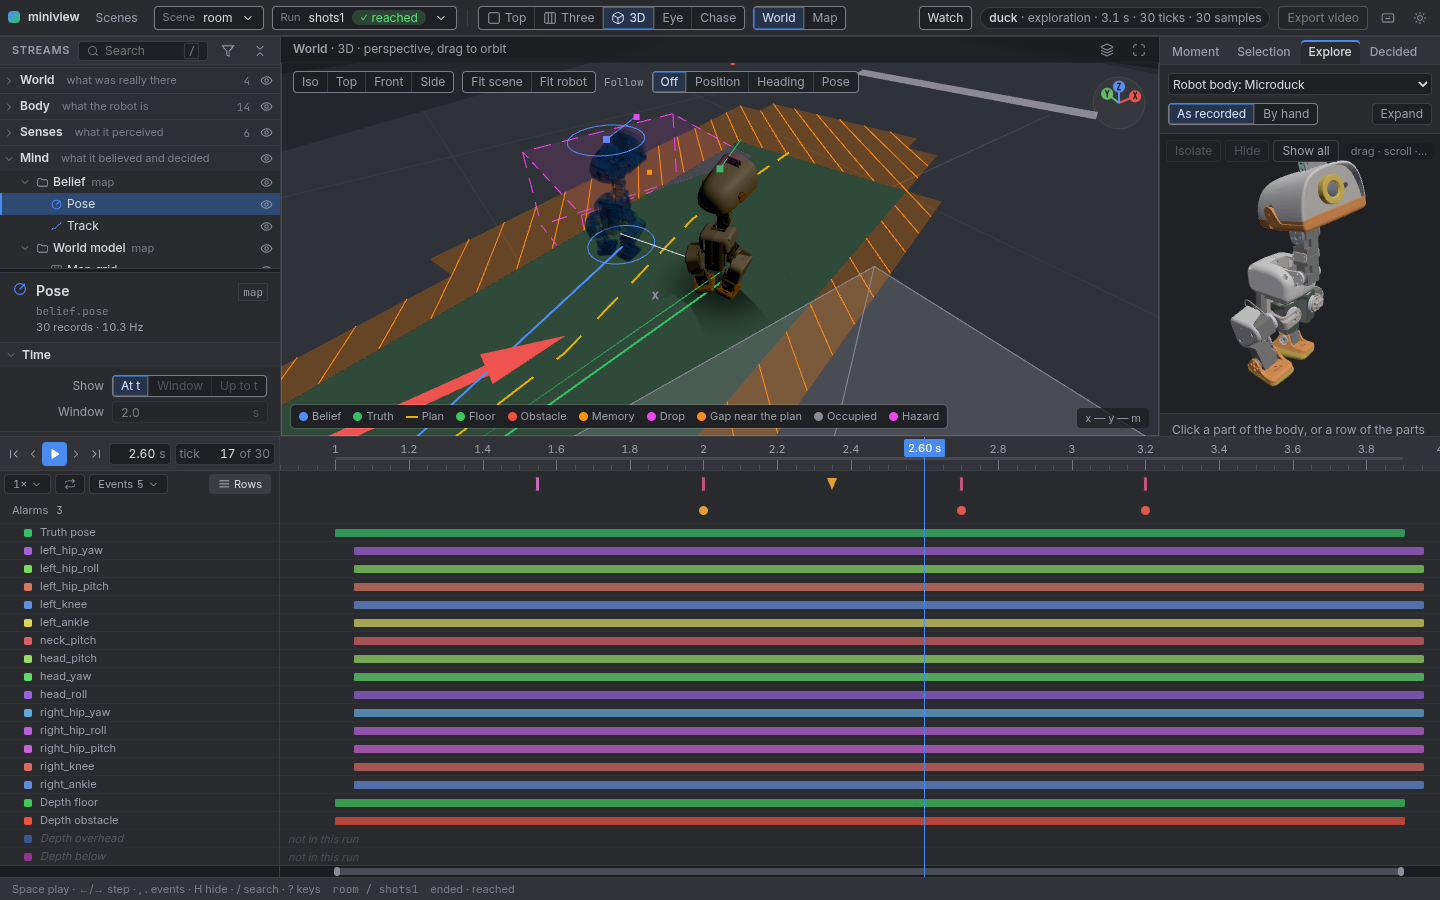 miniview Scenes Scene room Run shots1 ✓ reached Top Three 3D Eye Chase World Map Watch duck · exploration · 3.1 s · 30 ticks · 30 samples Export video
STREAMS Search /
World what was really there 4
Body what the robot is 14
Senses what it perceived 6
Mind what it believed and decided
Belief map
Pose
Track
World model map
Pose map
belief.pose
30 records · 10.3 Hz
Time
Show At t Window Up to t
Window 2.0 s
World · 3D · perspective, drag to orbit
Iso Top Front Side Fit scene Fit robot Follow Off Position Heading Pose
Z Y X
x
Belief Truth Plan Floor Obstacle Memory Drop Gap near the plan Occupied Hazard
x — y — m
Moment Selection Explore Decided
Robot body: Microduck
As recorded By hand Expand
Isolate Hide Show all drag · scroll ·...
Click a part of the body, or a row of the parts
2.60 s tick 17 of 30
1 1.2 1.4 1.6 1.8 2 2.2 2.4 2.60 s 2.8 3 3.2 3.4 3.6 3.8
1× Events 5 Rows
Alarms 3
Truth pose
left_hip_yaw
left_hip_roll
left_hip_pitch
left_knee
left_ankle
neck_pitch
head_pitch
head_yaw
head_roll
right_hip_yaw
right_hip_roll
right_hip_pitch
right_knee
right_ankle
Depth floor
Depth obstacle
Depth overhead not in this run
Depth below not in this run
Space play · ←/→ step · , . events · H hide · / search · ? keys room / shots1 ended · reached